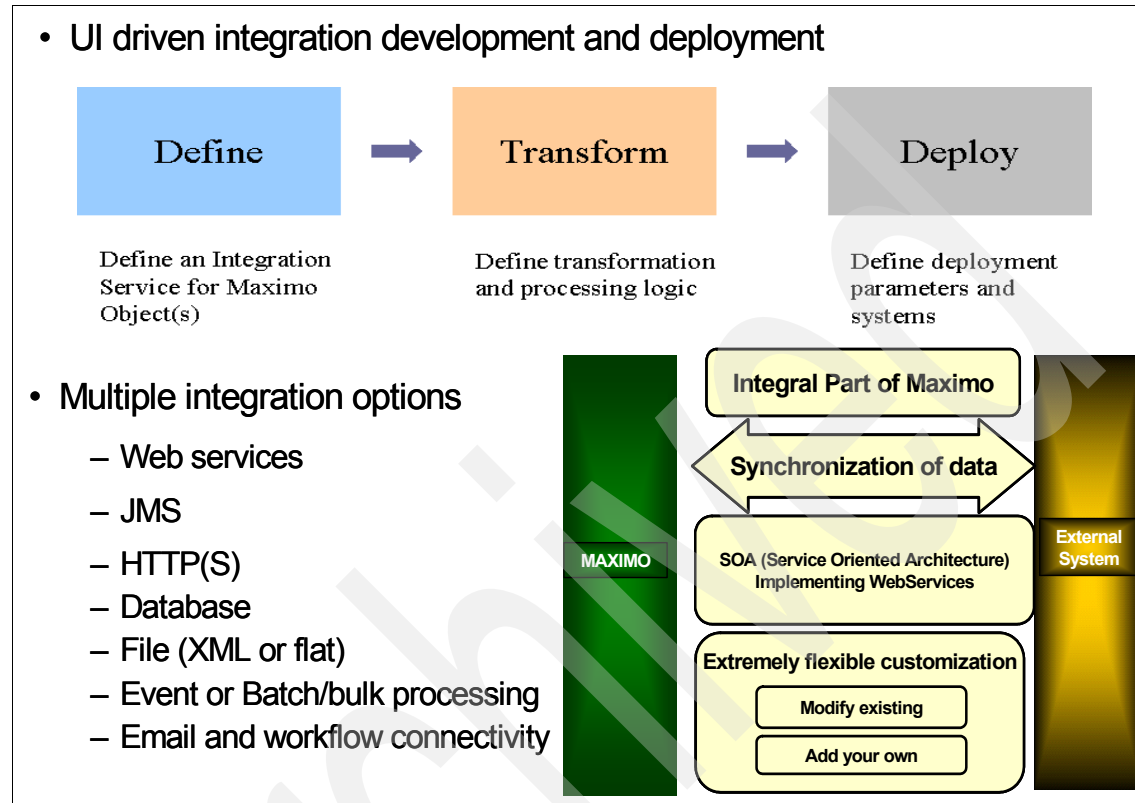 • UI driven integration development and deployment
Define
Transform
Deploy
Define an Integration
Service for Maximo
Object(s)
Define transformation
and processing logic
Define deployment
parameters and
systems
• Multiple integration options
– Web services
– JMS
– HTTP(S)
– Database
– File (XML or flat)
– Event or Batch/bulk processing
– Email and workflow connectivity
MAXIMO
Integral Part of Maximo
Synchronization of data
SOA (Service Oriented Architecture)
Implementing WebServices
Extremely flexible customization
Modify existing
Add your own
External
System